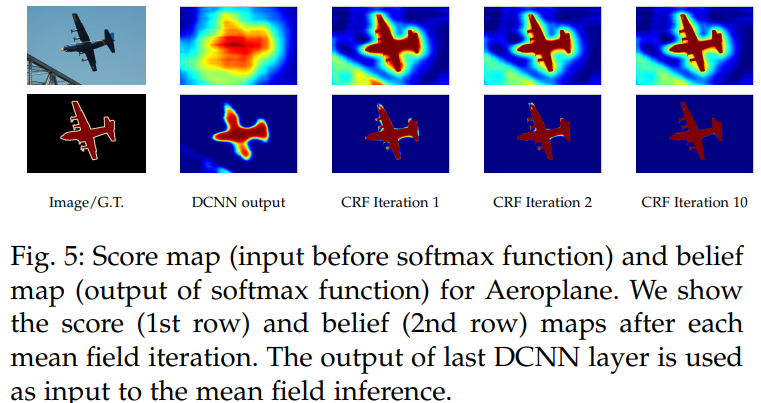 Image/G.T.
DCNN output
CRF Iteration 1
CRF Iteration 2
CRF Iteration 10
Fig. 5: Score map (input before softmax function) and belief
map (output of softmax function) for Aeroplane. We show
the score (1st row) and belief (2nd row) maps after each
mean field iteration. The output of last DCNN layer is used
as input to the mean field inference.